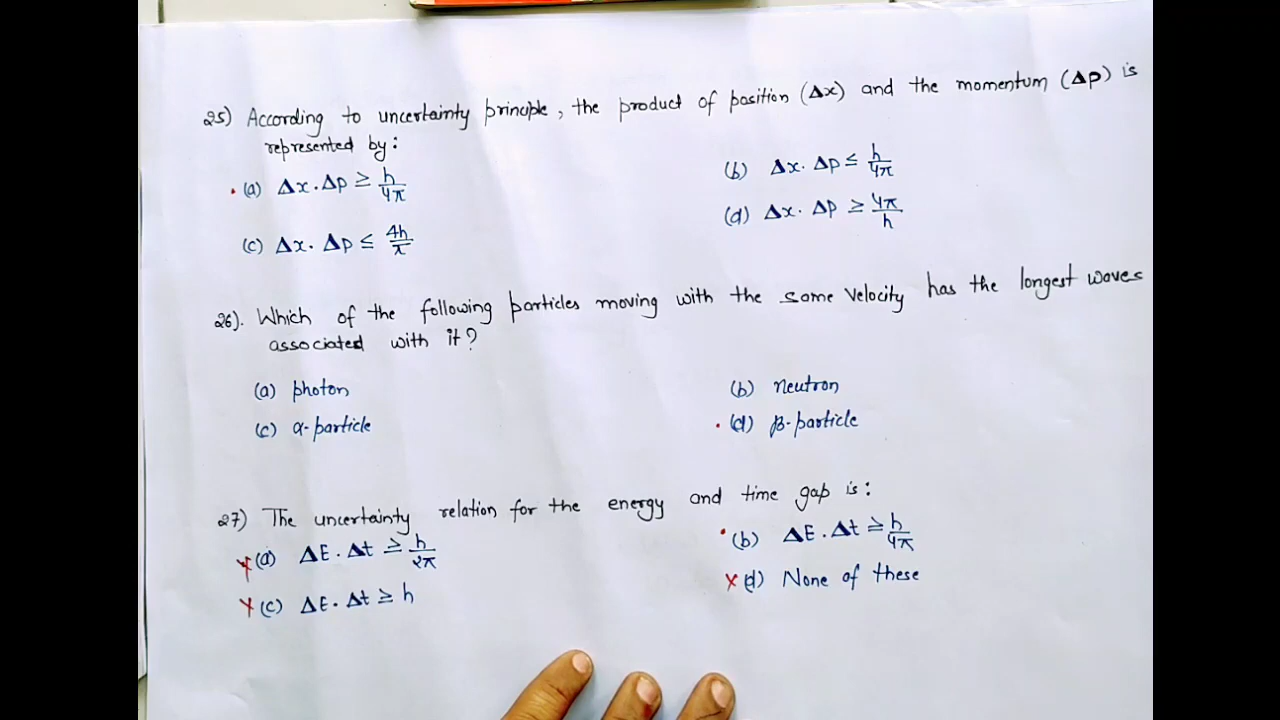 25) According to uncertainty principle, the product of position (Δx) and the momentum (Δp) is
represented by:
(a) Δx.Δp ≥ h/4π
(b) Δx. Δp ≤ h/4π
(c) Δx. Δp ≤ 4h/π
(d) Δx. Δp ≥ 4π/h
26). Which of the following particles moving with the same velocity has the longest waves
associated with it?
(a) photon
(b) neutron
(c) α-particle
(d) β-particle
27) The uncertainty relation for the energy and time gap is:
(a) ΔE. Δt ≥ h/2π
(b) ΔE. Δt ≥ h/4π
(c) ΔE. Δt ≥ h
(d) None of these